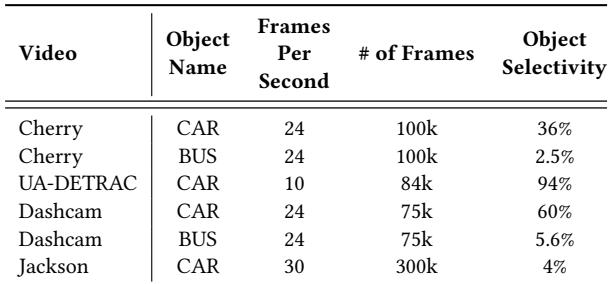 Video Object Name Frames Per Second # of Frames Object Selectivity
Cherry CAR 24 100k 36%
Cherry BUS 24 100k 2.5%
UA-DETRAC CAR 10 84k 94%
Dashcam CAR 24 75k 60%
Dashcam BUS 24 75k 5.6%
Jackson CAR 30 300k 4%